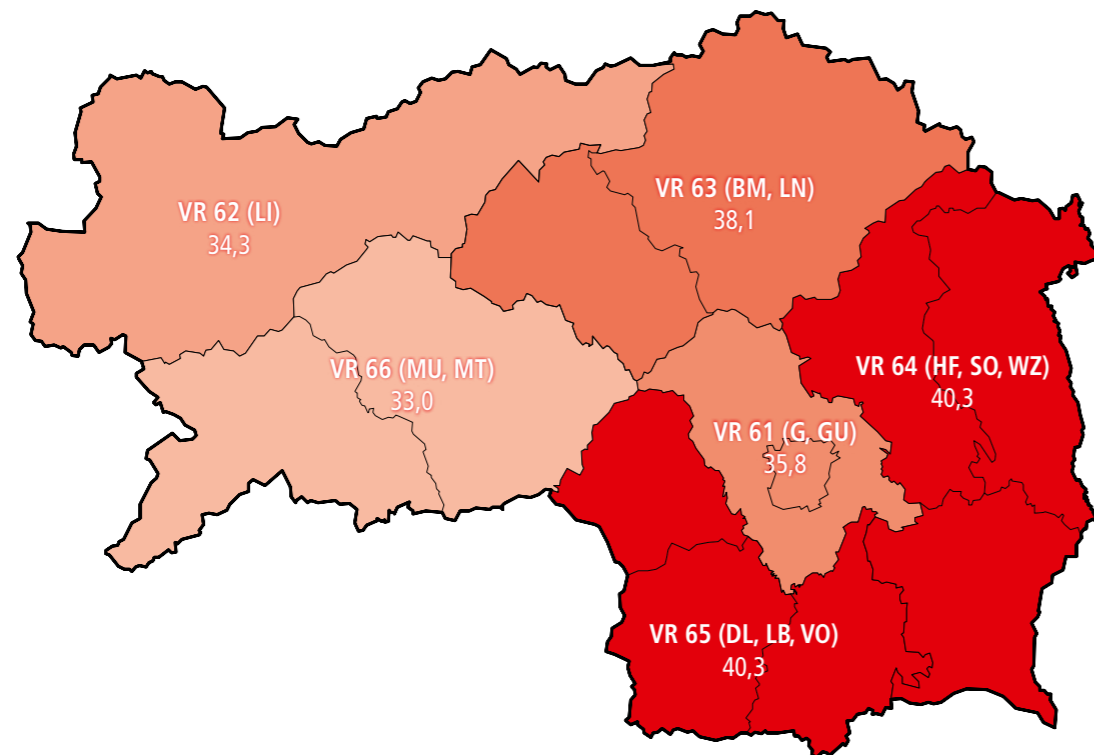 VR 62 (LI)
34,3
VR 63 (BM, LN)
38,1
VR 66 (MU, MT)
33,0
VR 64 (HF, SO, WZ)
40,3
VR 61 (G, GU)
35,8
VR 65 (DL, LB, VO)
40,3